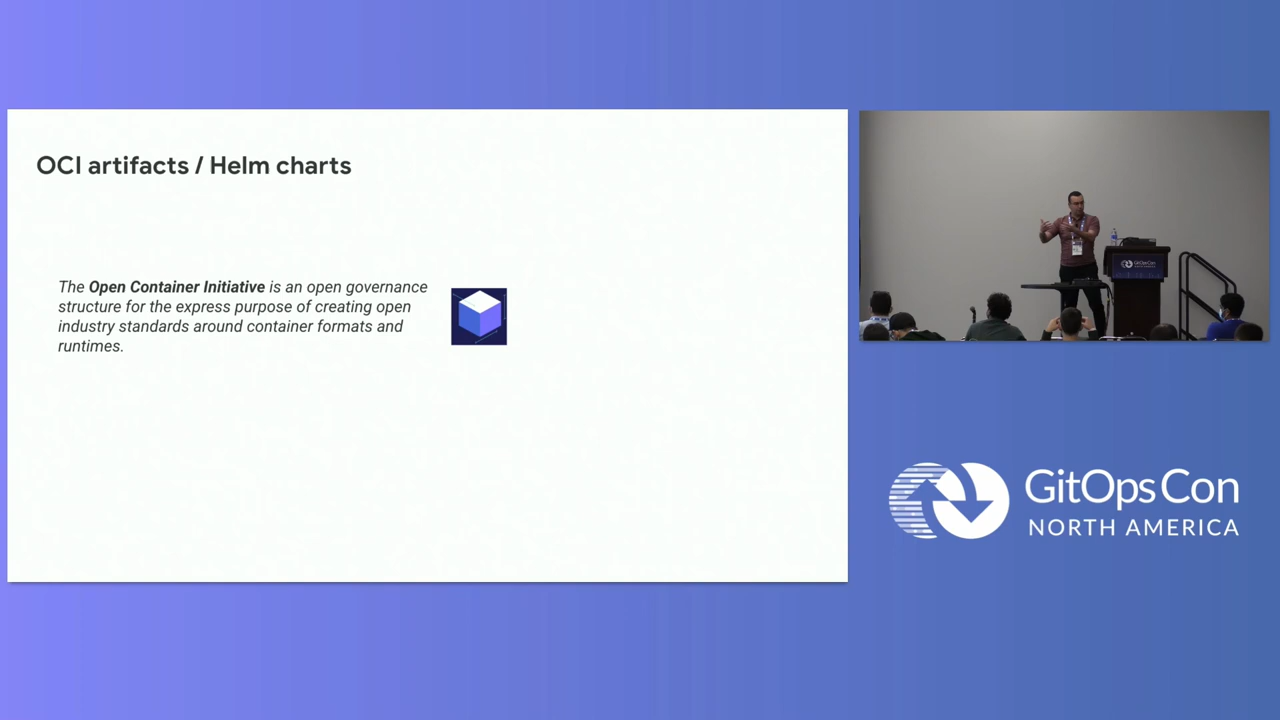 OCI artifacts / Helm charts
The Open Container Initiative is an open governance
structure for the express purpose of creating open
industry standards around container formats and
runtimes.
GitOpsCon
GitOpsCon
NORTH AMERICA